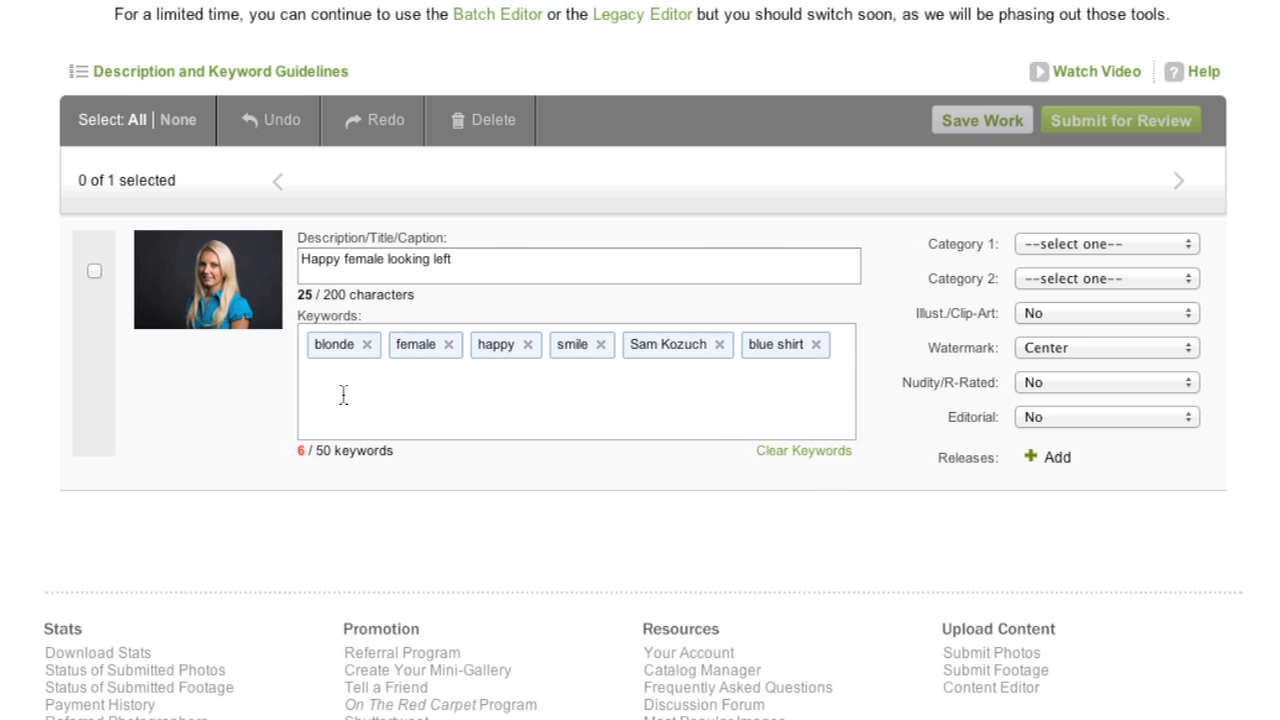 For a limited time, you can continue to use the Batch Editor or the Legacy Editor but you should switch soon, as we will be phasing out those tools.
Description and Keyword Guidelines
Watch Video
? Help
Select: All | None
Undo
Redo
Delete
Save Work
Submit for Review
0 of 1 selected
Description/Title/Caption:
Happy female looking left
25 / 200 characters
Keywords:
blonde female happy smile Sam Kozuch blue shirt
6 / 50 keywords
Clear Keywords
Category 1: --select one--
Category 2: --select one--
Illust./Clip-Art: No
Watermark: Center
Nudity/R-Rated: No
Editorial: No
Releases: Add
Stats
Download Stats
Status of Submitted Photos
Status of Submitted Footage
Payment History
Promotion
Referral Program
Create Your Mini-Gallery
Tell a Friend
On The Red Carpet Program
Resources
Your Account
Catalog Manager
Frequently Asked Questions
Discussion Forum
Upload Content
Submit Photos
Submit Footage
Content Editor